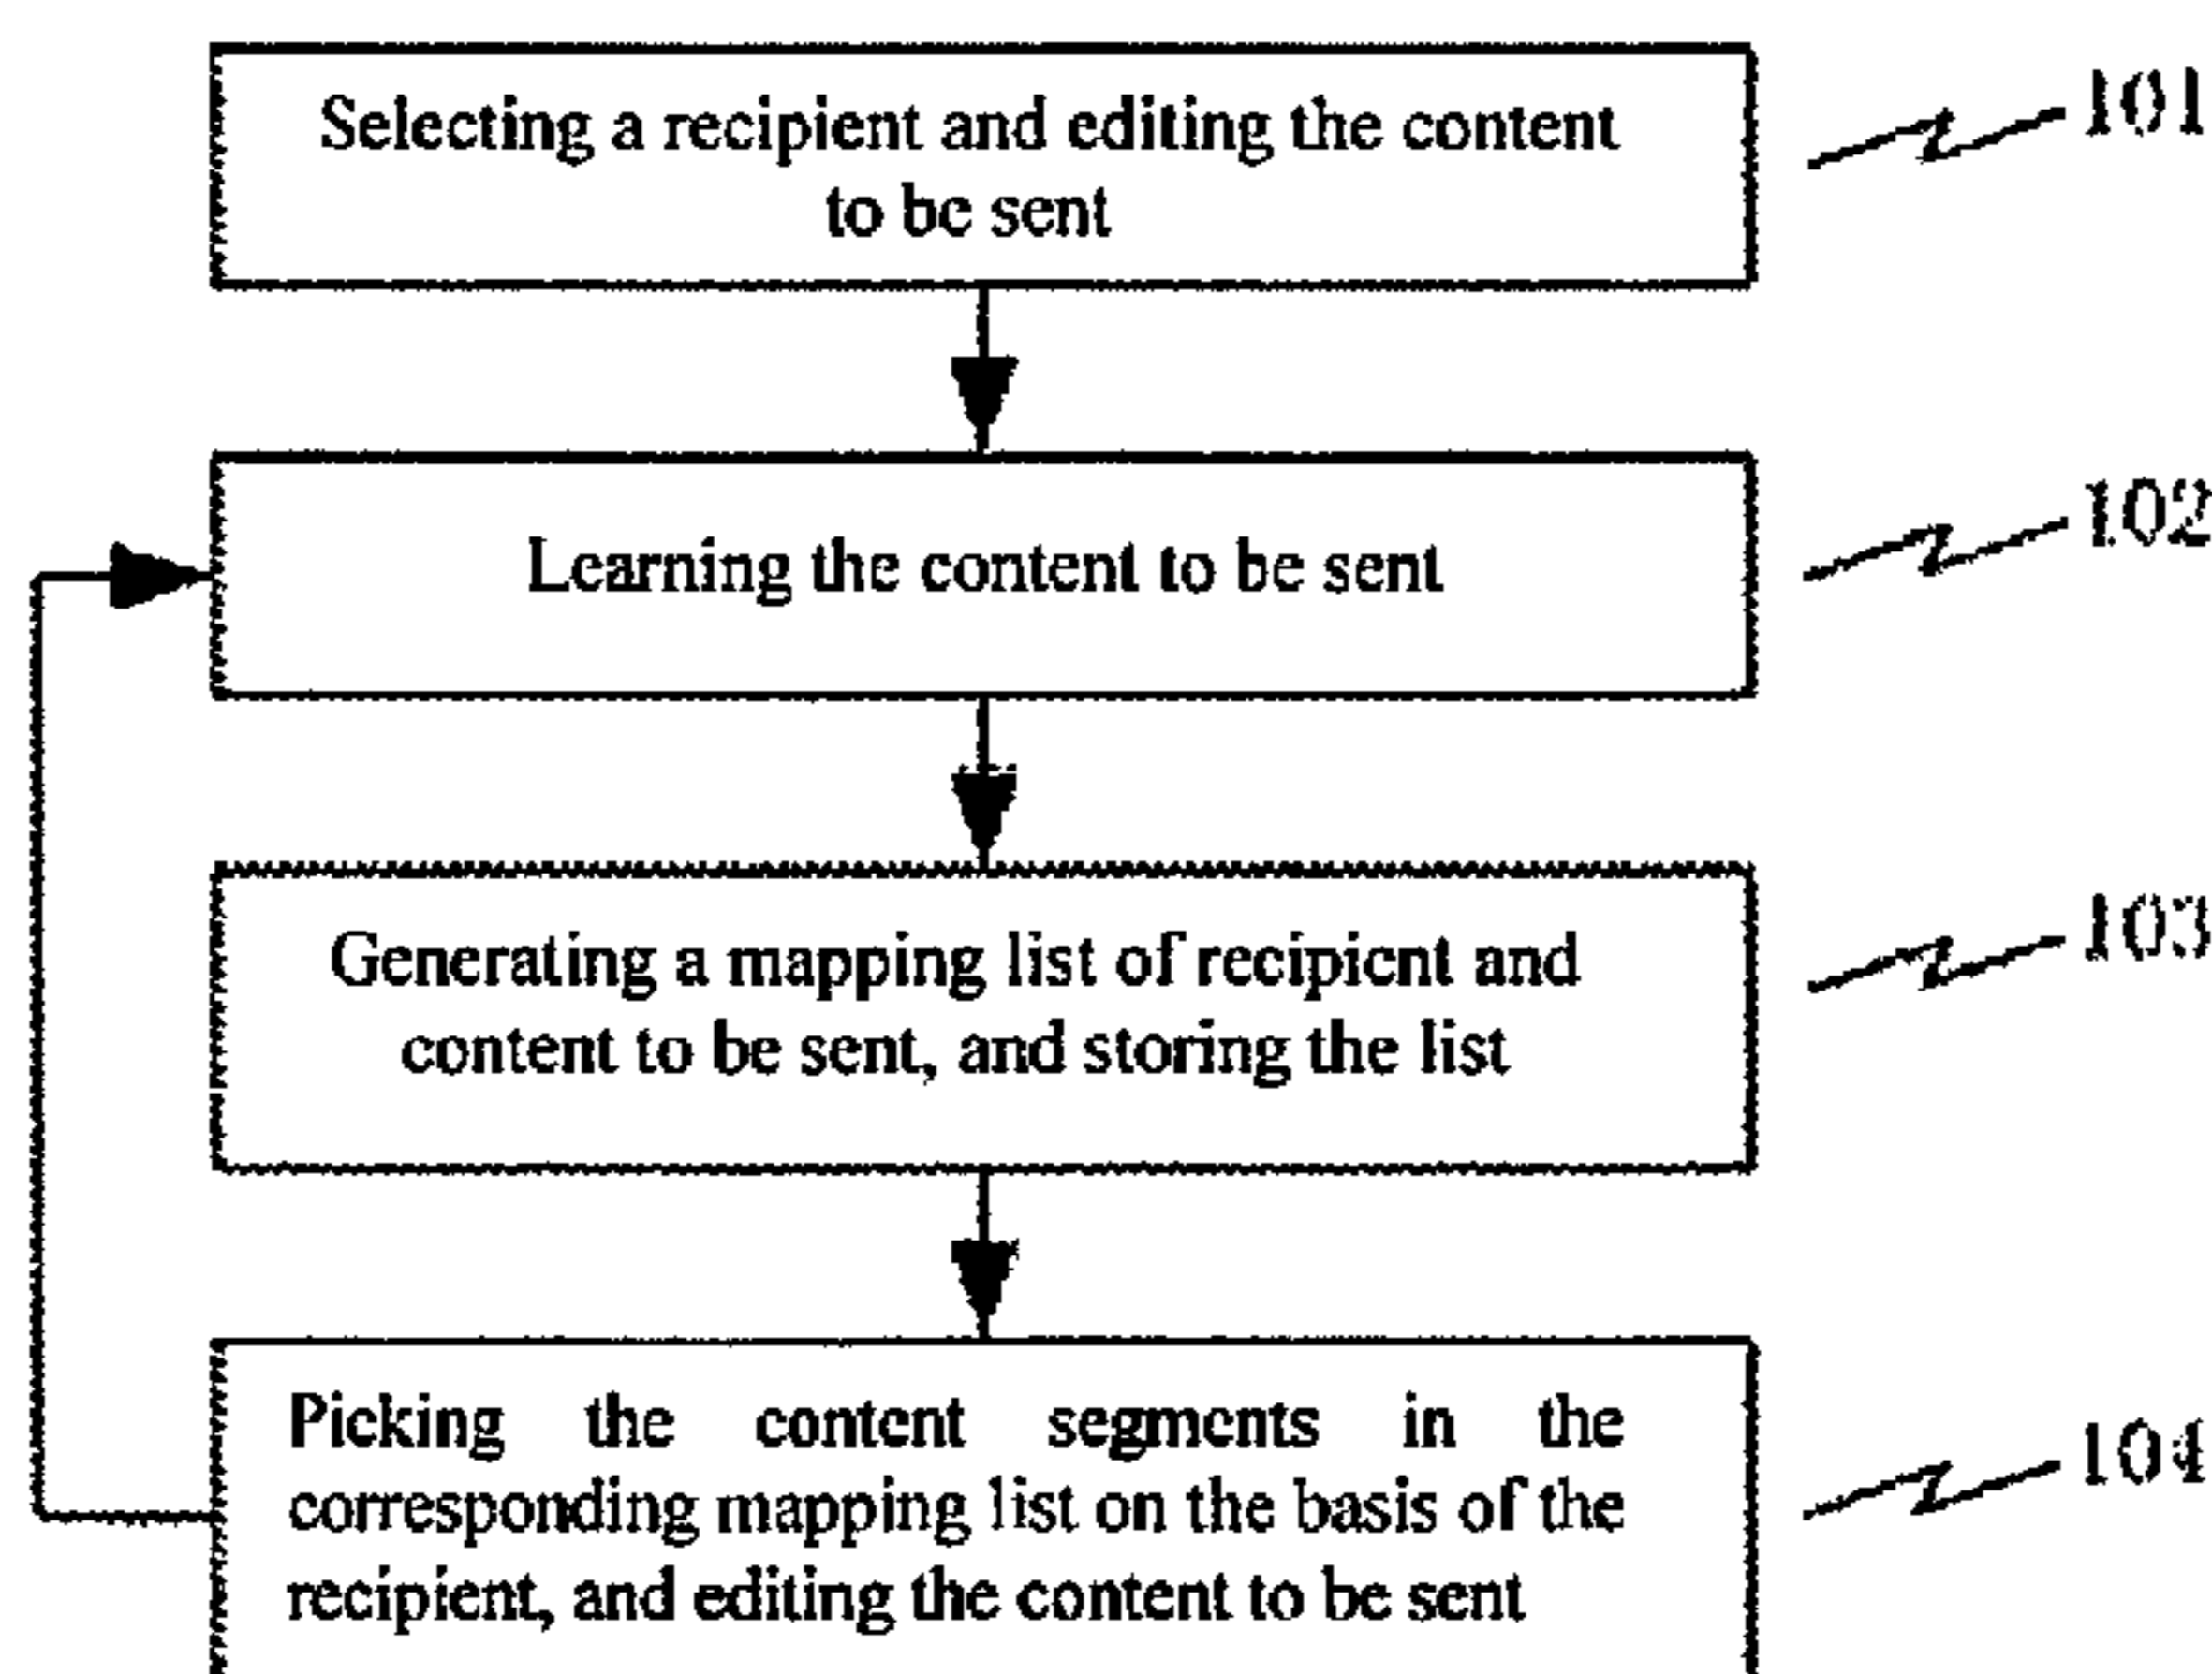 Selecting a recipient and editing the content
to be sent
101
Learning the content to be sent
102
Generating a mapping list of recipient and
content to be sent, and storing the list
103
Picking the content segments in the
corresponding mapping list on the basis of the
recipient, and editing the content to be sent
104